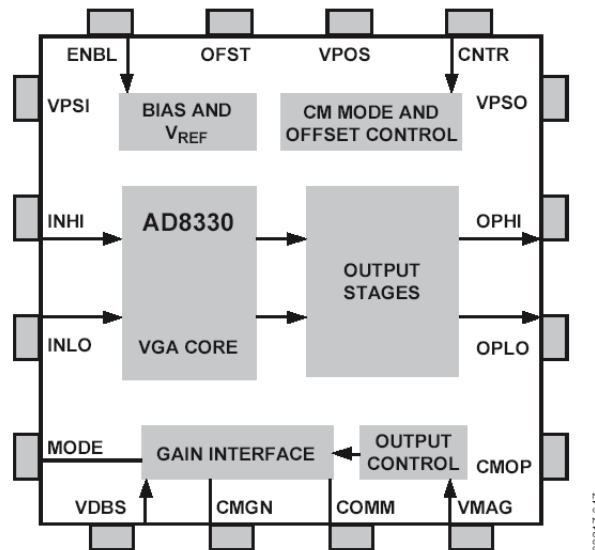 ENBL OFST VPOS CNTR
VPSI
BIAS AND
VREF
CM MODE AND
OFFSET CONTROL
VPSO
INHI
AD8330
OPHI
OUTPUT
STAGES
INLO
VGA CORE
OPLO
MODE
GAIN INTERFACE
OUTPUT
CONTROL
CMOP
VDBS CMGN COMM VMAG